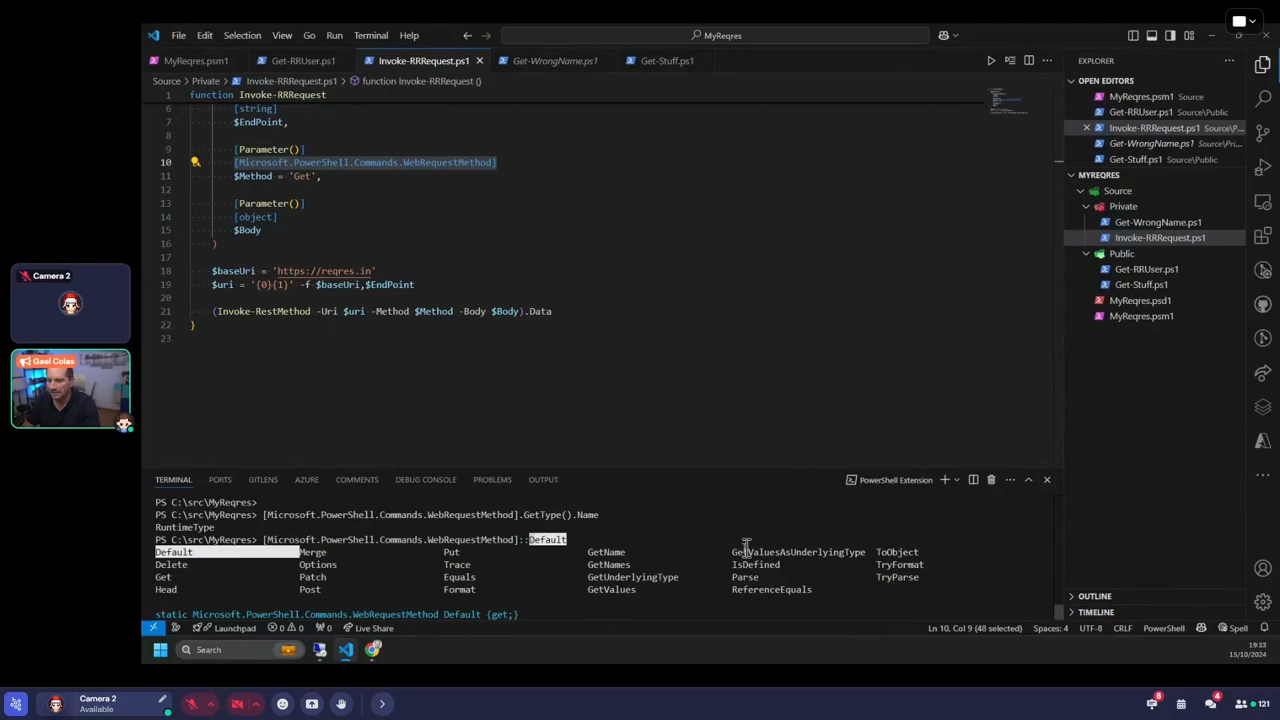 File Edit Selection View Go Run Terminal Help
MyReqres
MyReqres.psm1
Get-RRUser.ps1
Invoke-RRRequest.ps1
Get-WrongName.ps1
Get-Stuff.ps1
Source > Private > Invoke-RRRequest.ps1 > function Invoke-RRRequest ()
1 function Invoke-RRRequest
6 [string]
7 $EndPoint,
8
9 [Parameter()]
10 [Microsoft.PowerShell.Commands.WebRequestMethod]
11 $Method = 'Get',
12
13 [Parameter()]
14 [object]
15 $Body
16 )
17
18 $baseUri = 'https://reqres.in'
19 $uri = '{0}{1}' -f $baseUri,$EndPoint
20
21 (Invoke-RestMethod -Uri $uri -Method $Method -Body $Body).Data
22 }
23
EXPLORER
OPEN EDITORS
MyReqres.psm1 Source
Get-RRUser.ps1 Source\Public
Invoke-RRRequest.ps1 Source\P...
Get-WrongName.ps1 Source\Pri...
Get-Stuff.ps1 Source\Public
MYREQRES
Source
Private
Get-WrongName.ps1
Invoke-RRRequest.ps1
Public
Get-RRUser.ps1
Get-Stuff.ps1
MyReqres.psd1
MyReqres.psm1
OUTLINE
TIMELINE
Camera 2
Gael Colas
TERMINAL PORTS GITLENS AZURE COMMENTS DEBUG CONSOLE PROBLEMS OUTPUT
PowerShell Extension
PS C:\src\MyReqres>
PS C:\src\MyReqres> [Microsoft.PowerShell.Commands.WebRequestMethod].GetType().Name
RuntimeType
PS C:\src\MyReqres> [Microsoft.PowerShell.Commands.WebRequestMethod]::Default
Default Merge Put GetName GetValuesAsUnderlyingType ToObject
Delete Options Trace GetNames IsDefined TryFormat
Get Patch Equals GetUnderlyingType Parse TryParse
Head Post Format GetValues ReferenceEquals
static Microsoft.PowerShell.Commands.WebRequestMethod Default {get;}
Launchpad 0 0 0 Live Share
Ln 10, Col 9 (48 selected) Spaces: 4 UTF-8 CRLF PowerShell Spell
Search
19:33
15/10/2024
Camera 2
Available
8
4
121